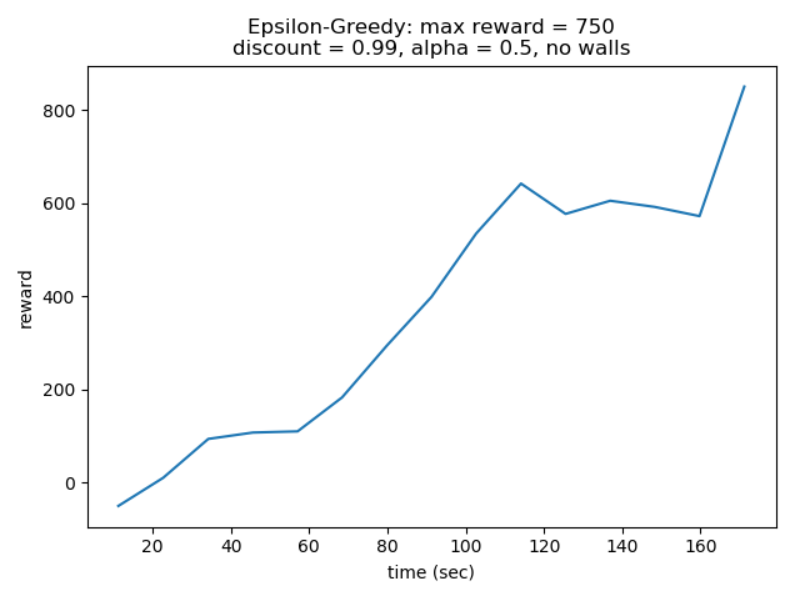 Epsilon-Greedy: max reward = 750
discount = 0.99, alpha = 0.5, no walls
800
600
400
200
0
reward
20 40 60 80 100 120 140 160
time (sec)